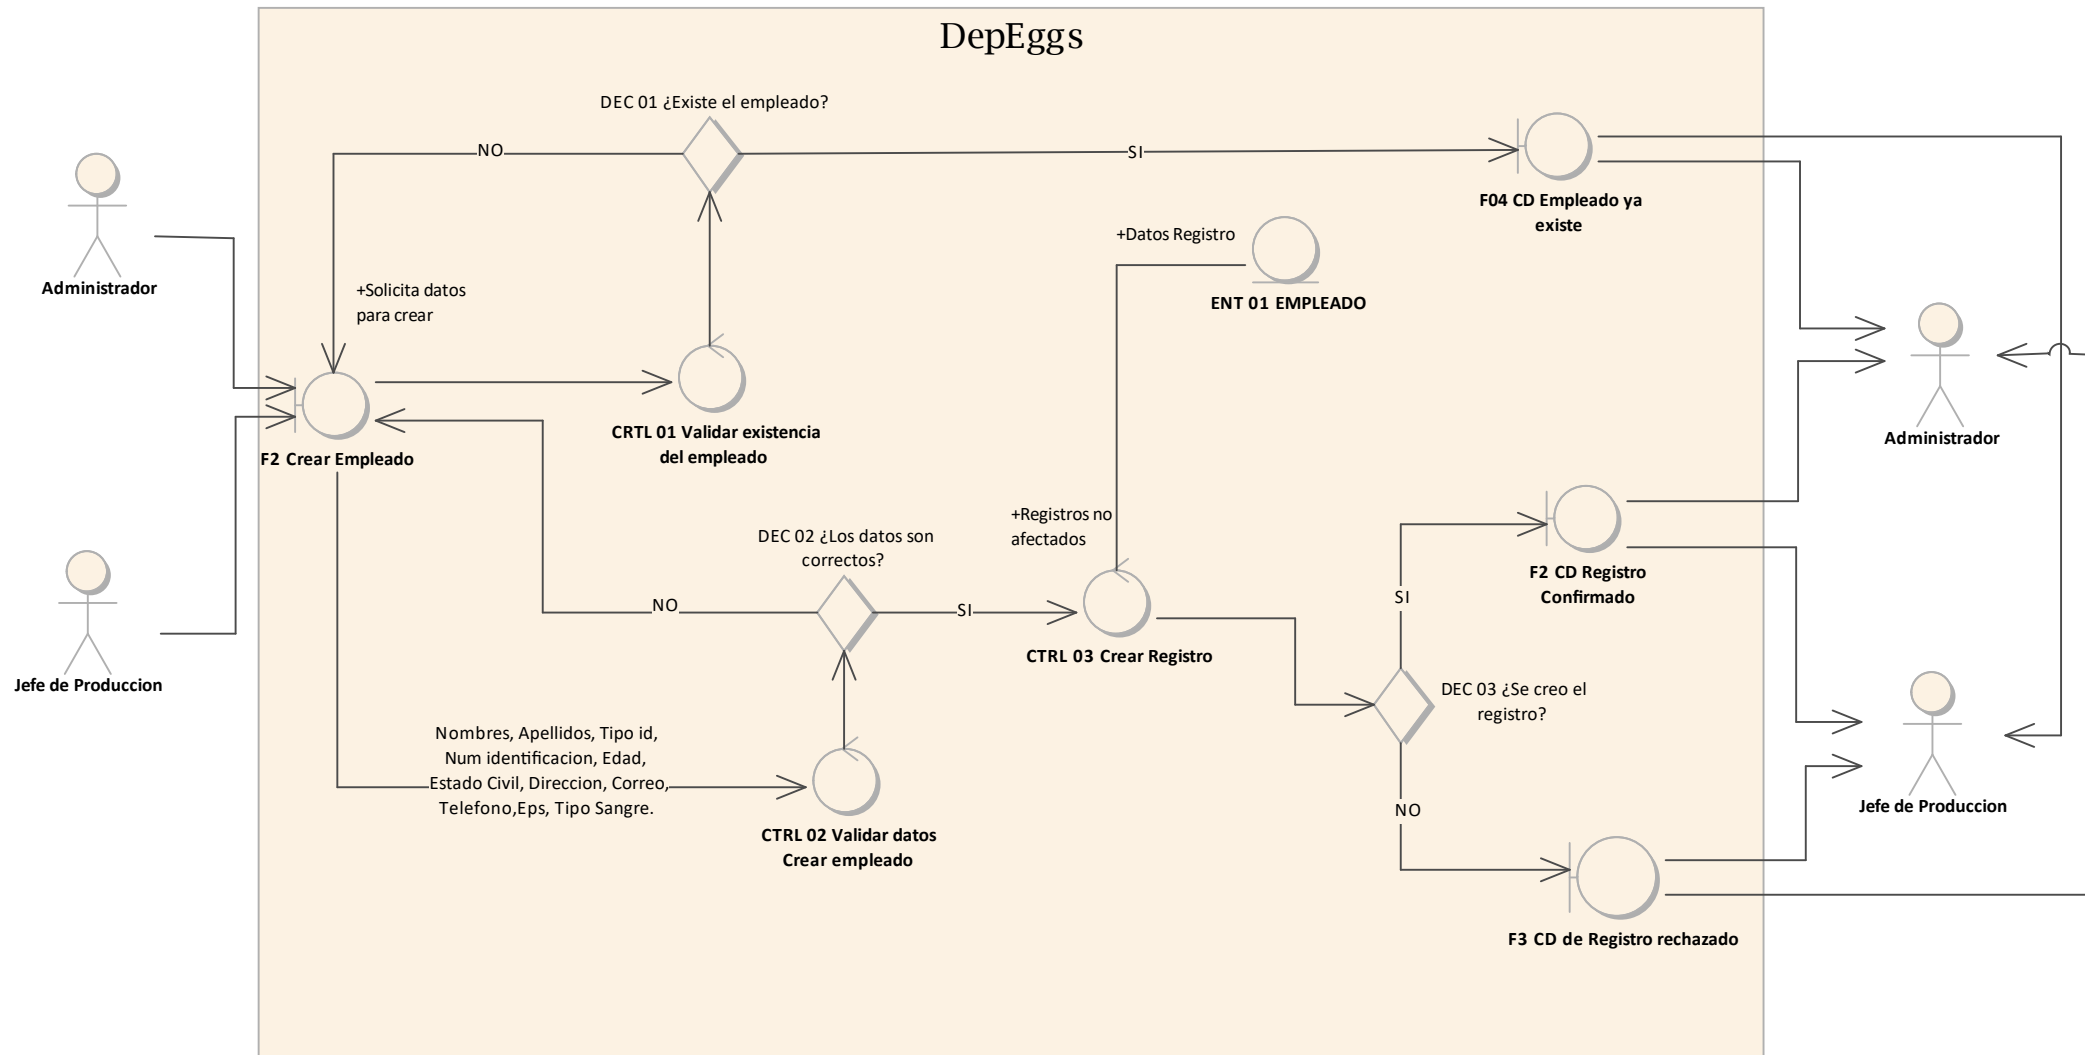 DepEggs
DEC 01 ¿Existe el empleado?
NO
SI
F04 CD Empleado ya
existe
+Datos Registro
ENT 01 EMPLEADO
Administrador
+Solicita datos
para crear
CRTL 01 Validar existencia
del empleado
F2 Crear Empleado
Administrador
+Registros no
afectados
DEC 02 ¿Los datos son
correctos?
NO
SI
CTRL 03 Crear Registro
F2 CD Registro
Confirmado
SI
Jefe de Produccion
DEC 03 ¿Se creo el
registro?
Nombres, Apellidos, Tipo id,
Num identificacion, Edad,
Estado Civil, Direccion, Correo,
Telefono,Eps, Tipo Sangre.
CTRL 02 Validar datos
Crear empleado
NO
Jefe de Produccion
F3 CD de Registro rechazado